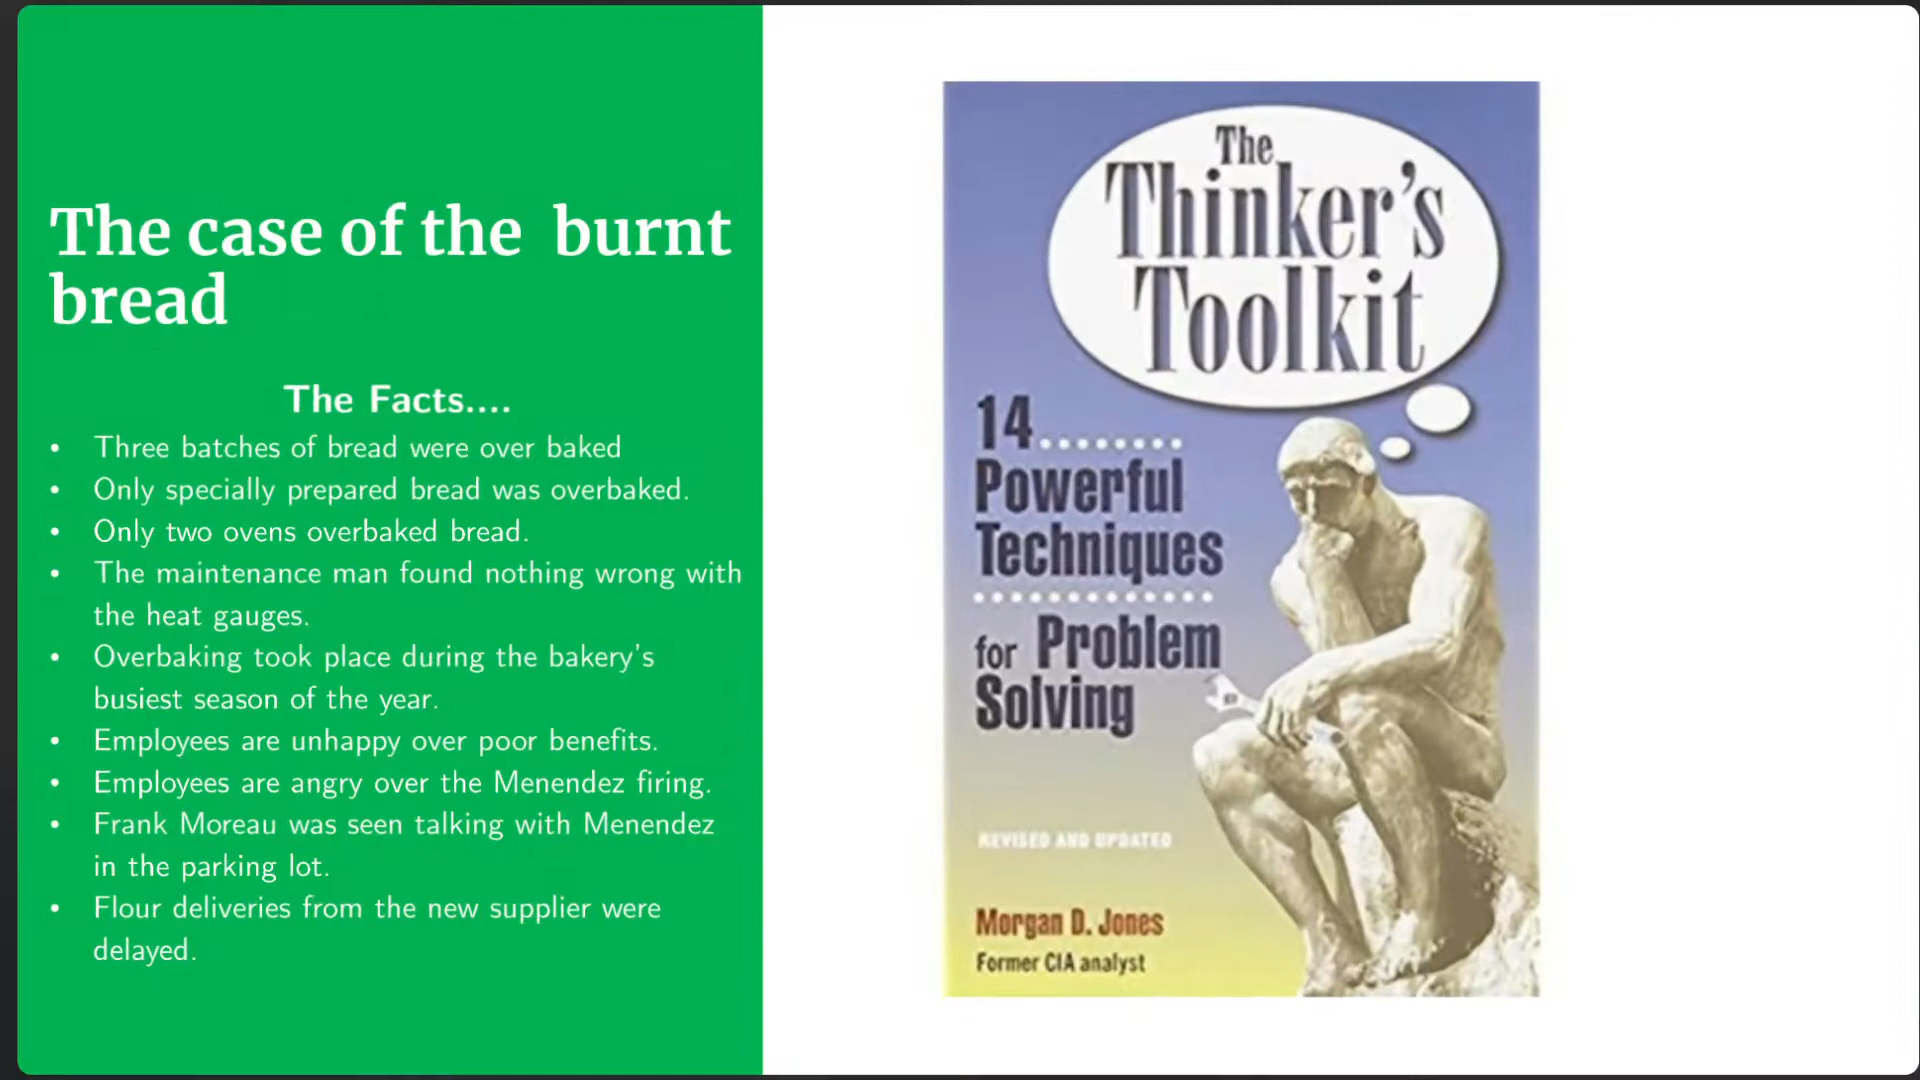 The case of the burnt
bread
The Facts....
• Three batches of bread were over baked
• Only specially prepared bread was overbaked.
• Only two ovens overbaked bread.
• The maintenance man found nothing wrong with
the heat gauges.
• Overbaking took place during the bakery's
busiest season of the year.
• Employees are unhappy over poor benefits.
• Employees are angry over the Menendez firing.
• Frank Moreau was seen talking with Menendez
in the parking lot.
• Flour deliveries from the new supplier were
delayed.
The
Thinker's
Toolkit
14........
Powerful
Techniques
for Problem
Solving
REVISED AND UPDATED
Morgan D. Jones
Former CIA analyst